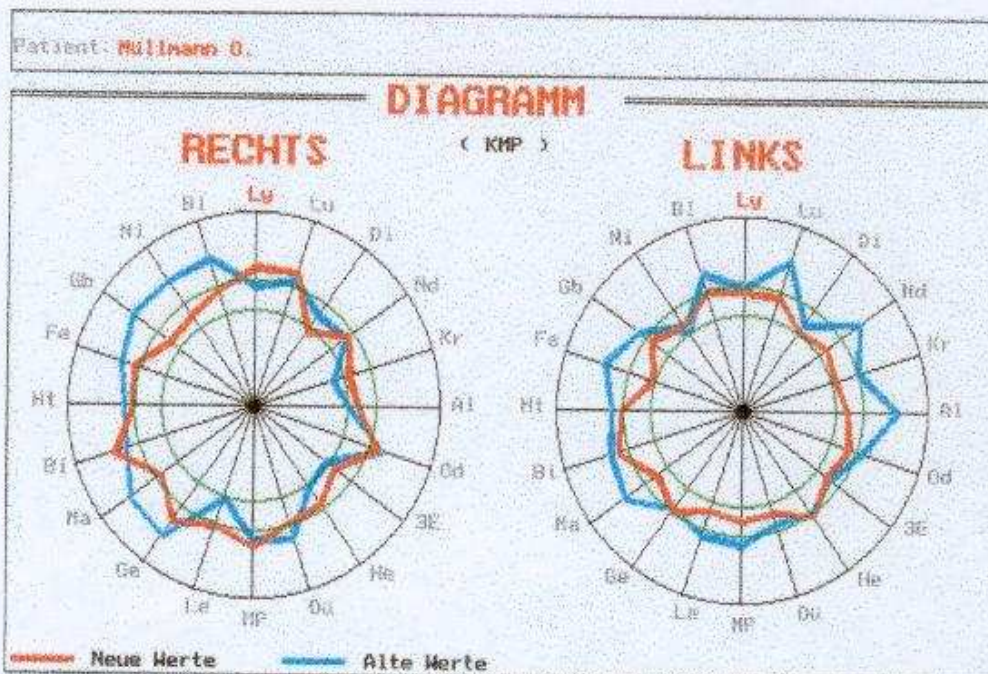 Patient: Müllmann O.
DIAGRAMM
( KMP )
RECHTS
LINKS
Ly
Lu
Di
Nd
Kr
Al
Od
3E
He
Dü
MP
Le
Ge
Ma
Bi
Ht
Fe
Gb
Ni
Bl
Ly
Lu
Di
Nd
Kr
Al
Od
3E
He
Dü
MP
Le
Ge
Ma
Bi
Ht
Fe
Gb
Ni
Bl
Neue Werte
Alte Werte